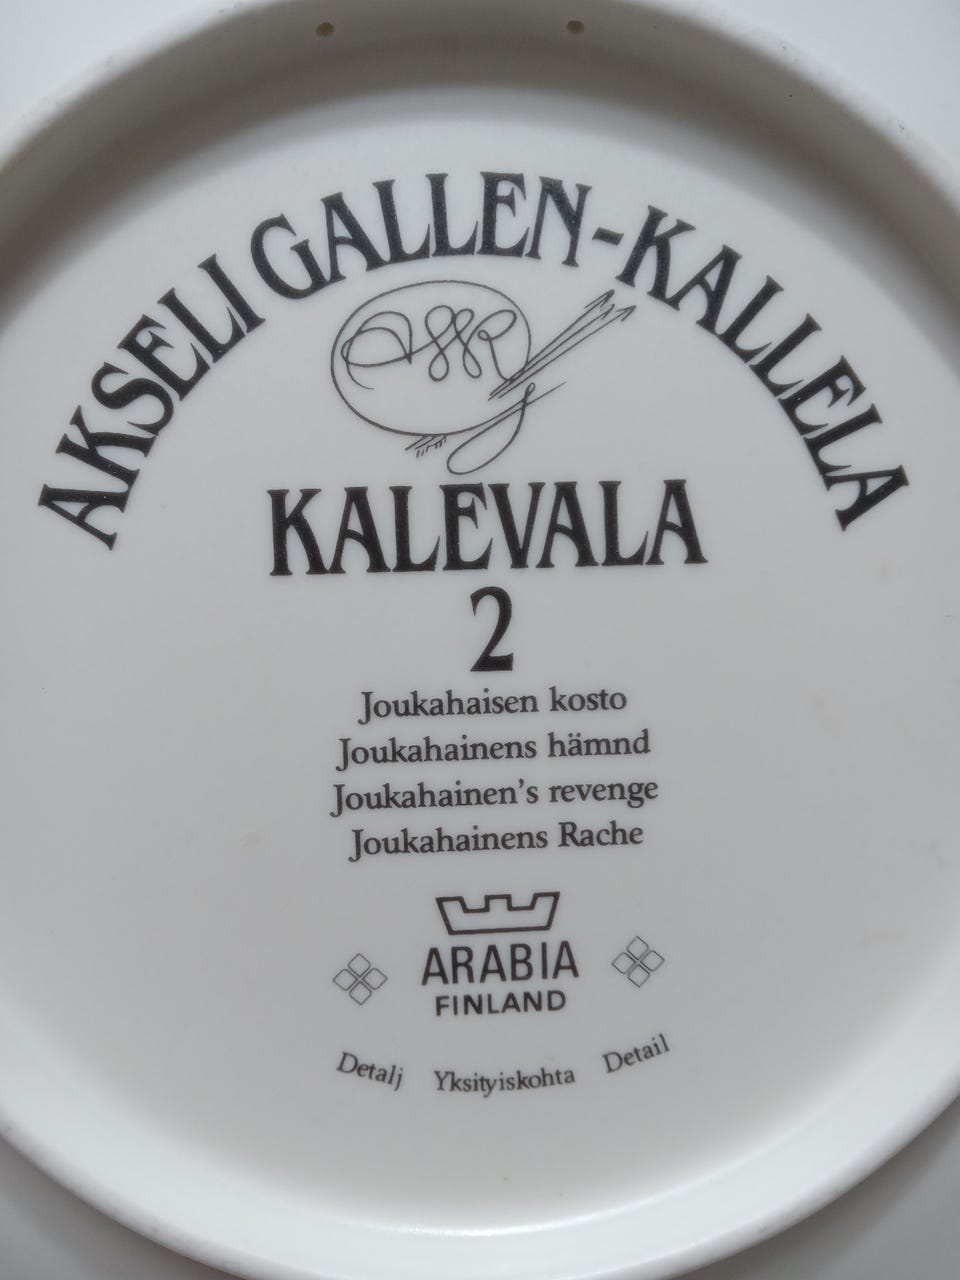 AKSELI GALLEN-KALLELA
KALEVALA
2
Joukahaisen kosto
Joukahainens hämnd
Joukahainen's revenge
Joukahainens Rache
ARABIA
FINLAND
Detalj Yksityiskohta Detail